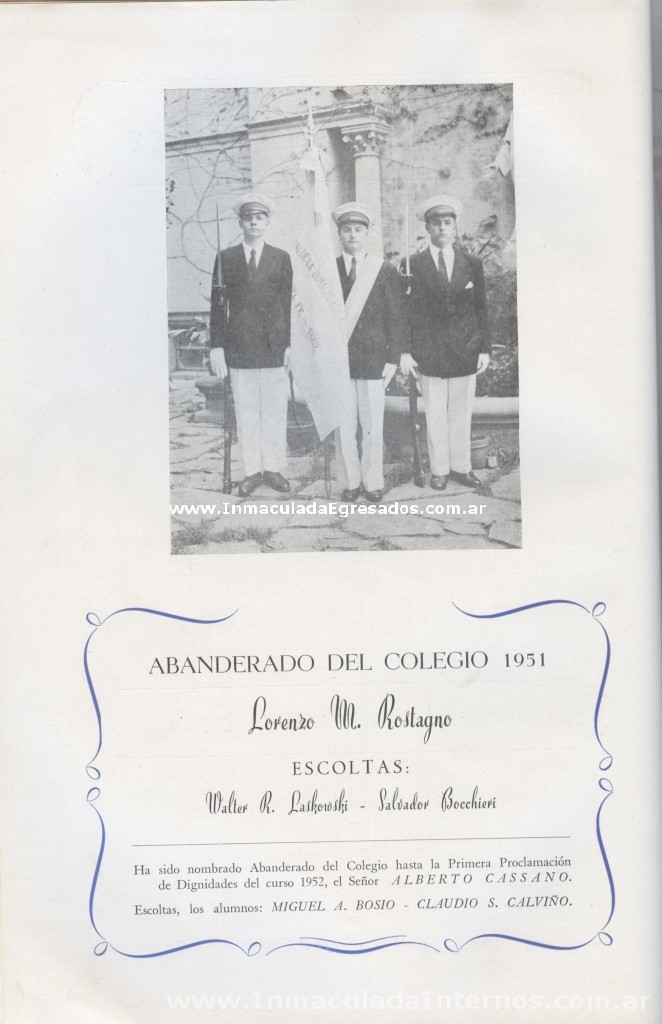 www.InmaculadaEgresados.com.ar
ABANDERADO DEL COLEGIO 1951
Lorenzo M. Rostagno
ESCOLTAS:
Walter R. Laskowski - Salvador Bocchieri
Ha sido nombrado Abanderado del Colegio hasta la Primera Proclamación
de Dignidades del curso 1952, el Señor ALBERTO CASSANO.
Escoltas, los alumnos: MIGUEL A. BOSIO - CLAUDIO S. CALVIÑO.
www.InmaculadaInternos.com.ar